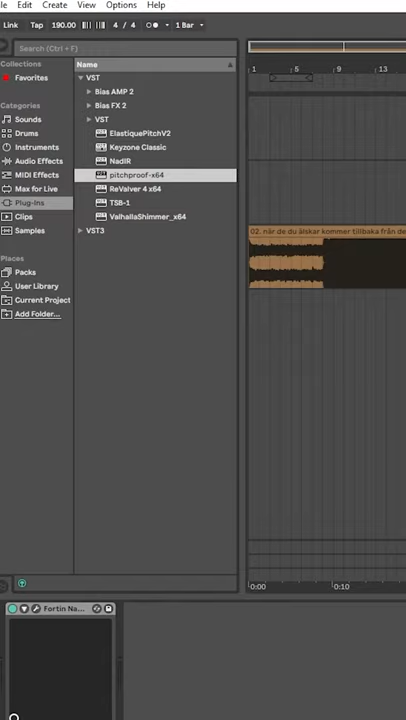 le Edit Create View Options Help
Link Tap 190.00 4 / 4 1 Bar
Search (Cmd + F)
Collections
Favorites
Categories
Sounds
Drums
Instruments
Audio Effects
MIDI Effects
Max for Live
Plug-Ins
Clips
Samples
Places
Packs
User Library
Current Project
Add Folder...
Name
VST
Bias AMP 2
Bias FX 2
VST
ElastiquePitchV2
Keyzone Classic
NadIR
pitchproof-x64
ReValver 4 x64
TSB-1
ValhallaShimmer_x64
VST3
1 5 9 13
02. när de du älskar kommer tillbaka från de
0:00 0:10
Fortin Na...